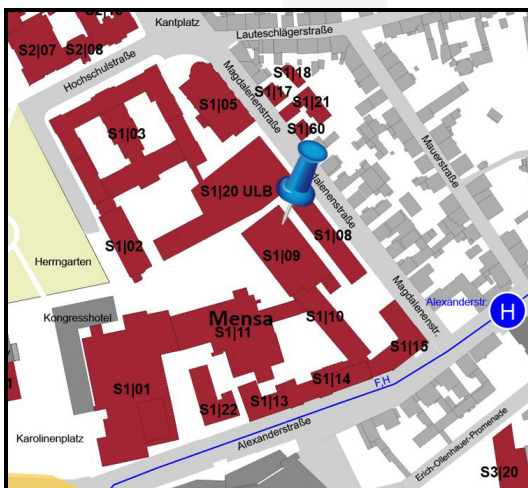 Kantplatz
Lauteschlägerstraße
S2|07
S2|08
Hochschulstraße
Magdalenenstraße
S1|18
S1|17
S1|05
S1|21
S1|03
S1|60
Mauerstraße
S1|20 ULB
dalenenstraße
S1|02
S1|08
Herrngarten
S1|09
Magdalenenstr.
Alexanderstr.
H
Kongresshotel
Mensa
S1|10
S1|11
S1|15
S1|01
F,H
S1|14
S1|22
S1|13
Karolinenplatz
Alexanderstraße
Erich-Ollenhauer-Promenade
S3|20